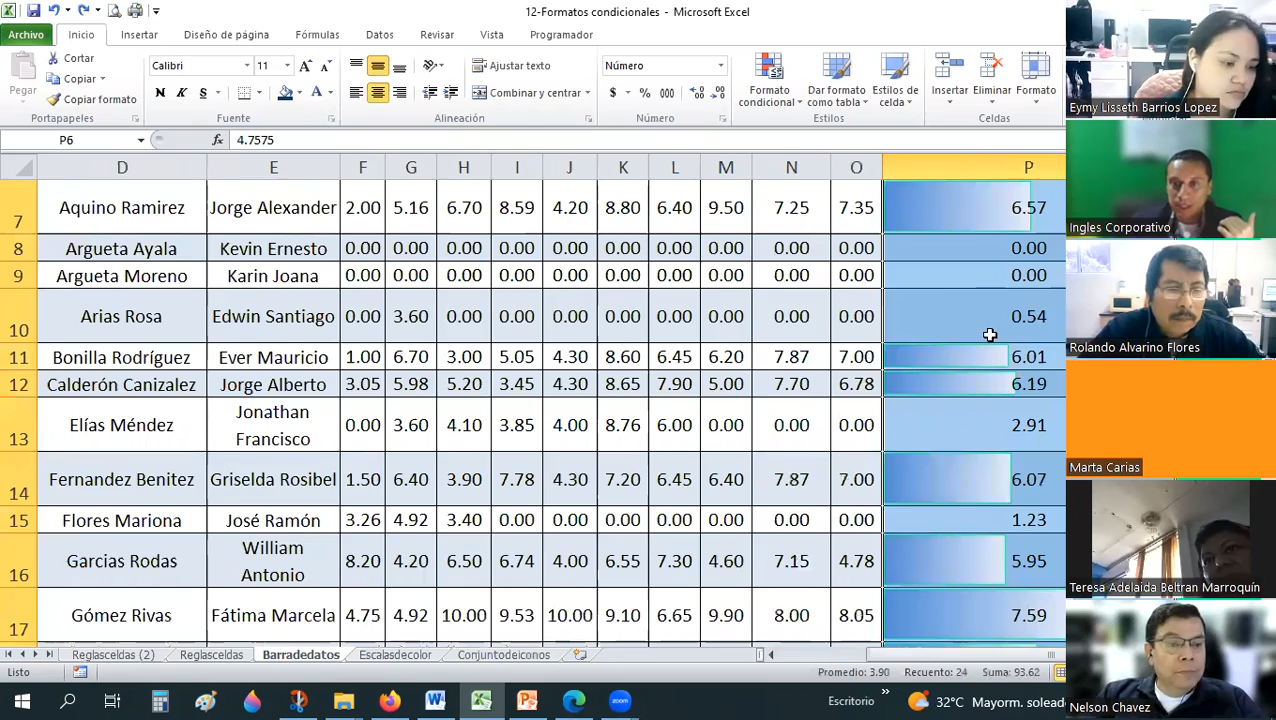 12-Formatos condicionales - Microsoft Excel
Archivo Inicio Insertar Diseño de página Fórmulas Datos Revisar Vista Programador
Pegar
Cortar
Copiar
Copiar formato
Portapapeles
Calibri 11
N K S
Fuente
Ajustar texto
Combinar y centrar
Alineación
Número
$ % 000
Número
Formato condicional
Dar formato como tabla
Estilos de celda
Estilos
Insertar Eliminar Formato
Celdas
P6 fx 4.7575
D E F G H I J K L M N O P
7 Aquino Ramirez Jorge Alexander 2.00 5.16 6.70 8.59 4.20 8.80 6.40 9.50 7.25 7.35 6.57
8 Argueta Ayala Kevin Ernesto 0.00 0.00 0.00 0.00 0.00 0.00 0.00 0.00 0.00 0.00 0.00
9 Argueta Moreno Karin Joana 0.00 0.00 0.00 0.00 0.00 0.00 0.00 0.00 0.00 0.00 0.00
10 Arias Rosa Edwin Santiago 0.00 3.60 0.00 0.00 0.00 0.00 0.00 0.00 0.00 0.00 0.54
11 Bonilla Rodríguez Ever Mauricio 1.00 6.70 3.00 5.05 4.30 8.60 6.45 6.20 7.87 7.00 6.01
12 Calderón Canizalez Jorge Alberto 3.05 5.98 5.20 3.45 4.30 8.65 7.90 5.00 7.70 6.78 6.19
13 Elías Méndez Jonathan Francisco 0.00 3.60 4.10 3.85 4.00 8.76 6.00 0.00 0.00 0.00 2.91
14 Fernandez Benitez Griselda Rosibel 1.50 6.40 3.90 7.78 4.30 7.20 6.45 6.40 7.87 7.00 6.07
15 Flores Mariona José Ramón 3.26 4.92 3.40 0.00 0.00 0.00 0.00 0.00 0.00 0.00 1.23
16 Garcias Rodas William Antonio 8.20 4.20 6.50 6.74 4.00 6.55 7.30 4.60 7.15 4.78 5.95
17 Gómez Rivas Fátima Marcela 4.75 4.92 10.00 9.53 10.00 9.10 6.65 9.90 8.00 8.05 7.59
Reglasceldas (2) Reglasceldas Barradedatos Escalasdecolor Conjuntodeiconos
Listo Promedio: 3.90 Recuento: 24 Suma: 93.62
Escritorio » 32°C Mayorm. solead
zoom
Eymy Lisseth Barrios Lopez
Ingles Corporativo
Rolando Alvarino Flores
Marta Carias
Teresa Adelaida Beltran Marroquín
Nelson Chavez